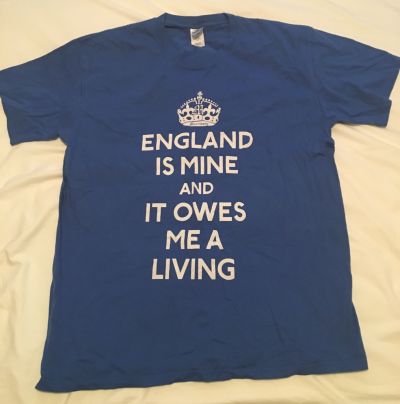 ENGLAND
IS MINE
AND
IT OWES
ME A
LIVING